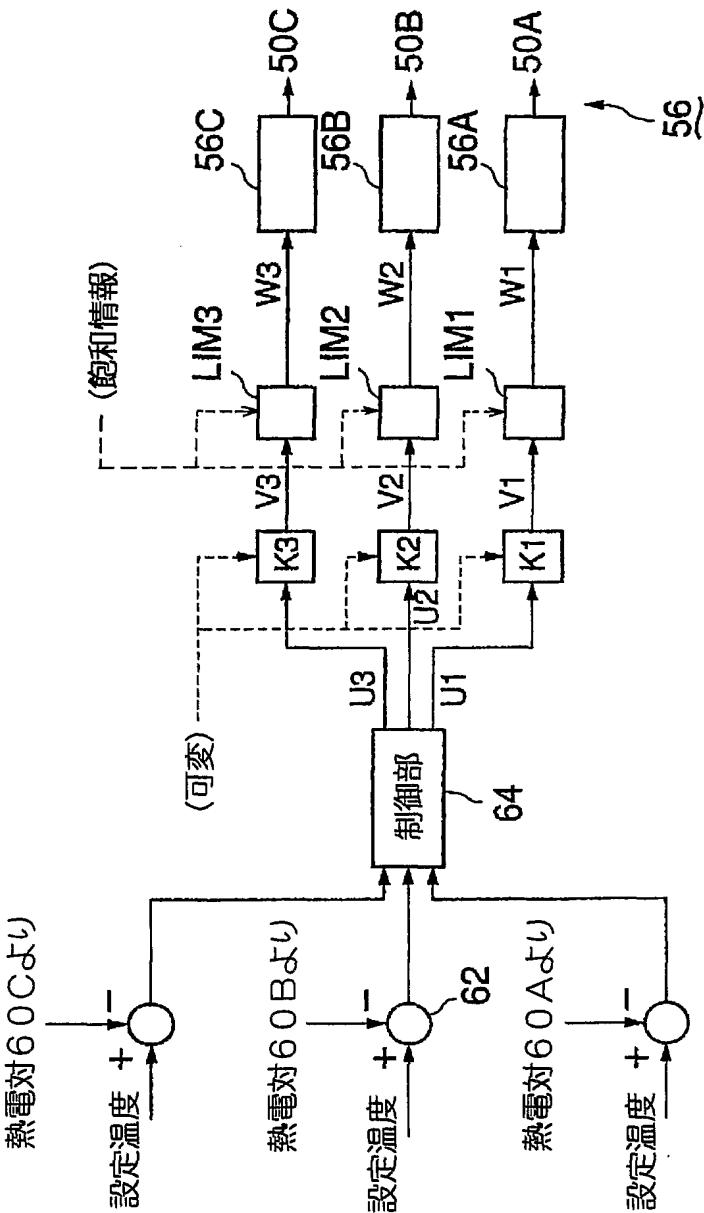 熱電対60Cより
設定温度
+
−
熱電対60Bより
設定温度
+
−
62
熱電対60Aより
設定温度
+
−
制御部
64
U3
U2
U1
(可変)
K3
K2
K1
V3
V2
V1
(飽和情報)
LIM3
LIM2
LIM1
W3
W2
W1
56C
56B
56A
50C
50B
50A
56